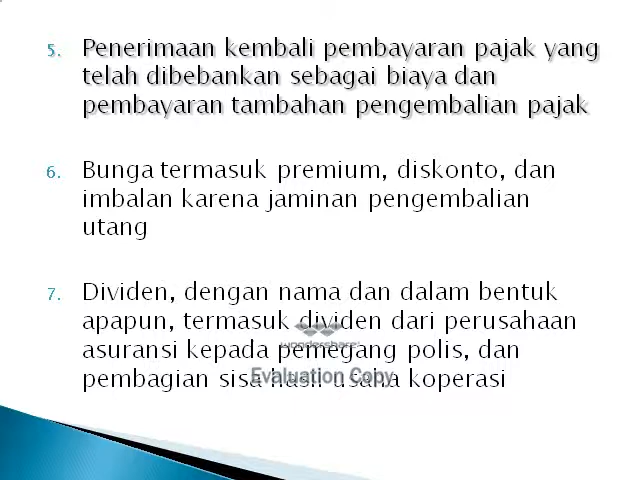 5. Penerimaan kembali pembayaran pajak yang
telah dibebankan sebagai biaya dan
pembayaran tambahan pengembalian pajak
6. Bunga termasuk premium, diskonto, dan
imbalan karena jaminan pengembalian
utang
7. Dividen, dengan nama dan dalam bentuk
apapun, termasuk dividen dari perusahaan
asuransi kepada pemegang polis, dan
pembagian sisa hasil usaha koperasi
wondershare
Evaluation Copy